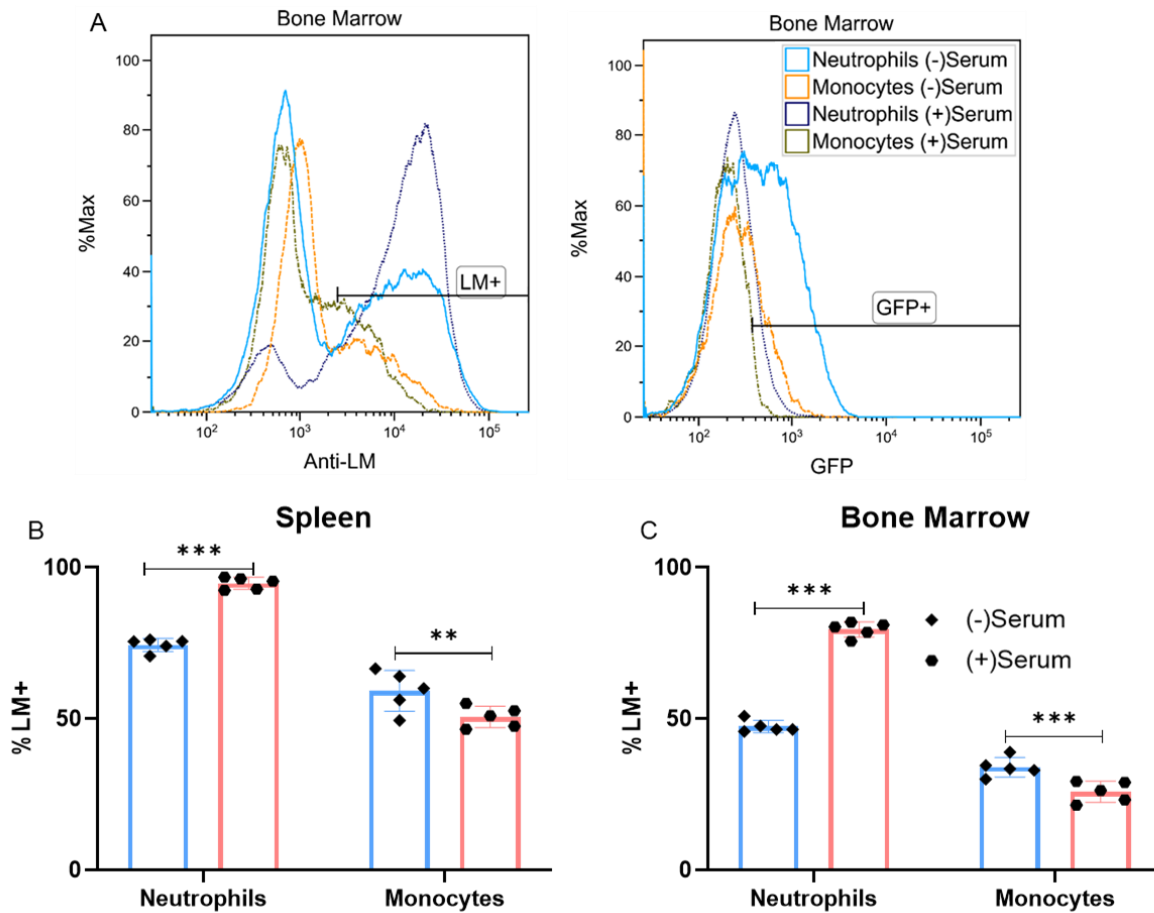 A
Bone Marrow
100
80
60
40
20
0
%Max
LM+
10² 10³ 10⁴ 10⁵
Anti-LM
Bone Marrow
100
80
60
40
20
0
%Max
Neutrophils (-)Serum
Monocytes (-)Serum
Neutrophils (+)Serum
Monocytes (+)Serum
GFP+
10² 10³ 10⁴ 10⁵
GFP
B
Spleen
100
50
0
% LM+
***
**
Neutrophils Monocytes
C
Bone Marrow
100
50
0
% LM+
***
***
(-)Serum
(+)Serum
Neutrophils Monocytes